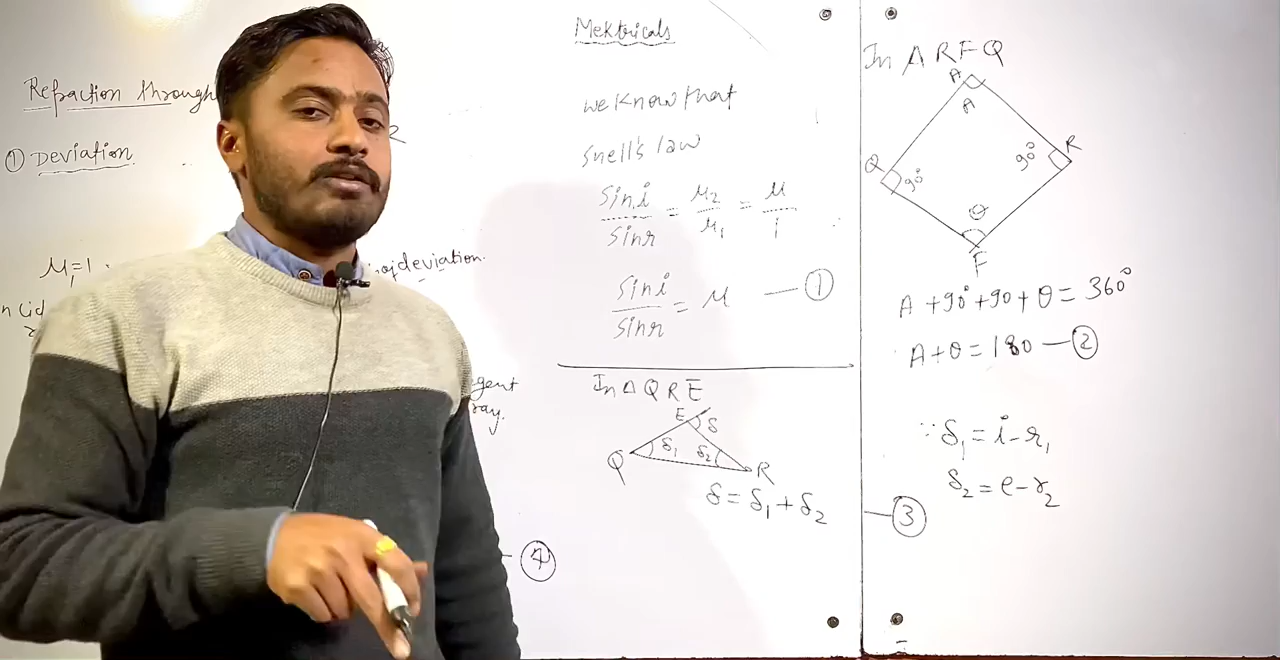 Refraction through
① Deviation
μ₁=1
of deviation.
gent
ray.
④
Mektricals
we know that
snell's law
sin i / sin r = μ₂ / μ₁ = μ / 1
sin i / sin r = μ — ①
In Δ Q R E
E δ
Q δ₁ δ₂ R
δ = δ₁ + δ₂ — ③
In A R F Q
A
A
Q 90° 90° R
θ
F
A + 90° + 90 + θ = 360°
A + θ = 180 — ②
∵ δ₁ = i - r₁
δ₂ = e - r₂